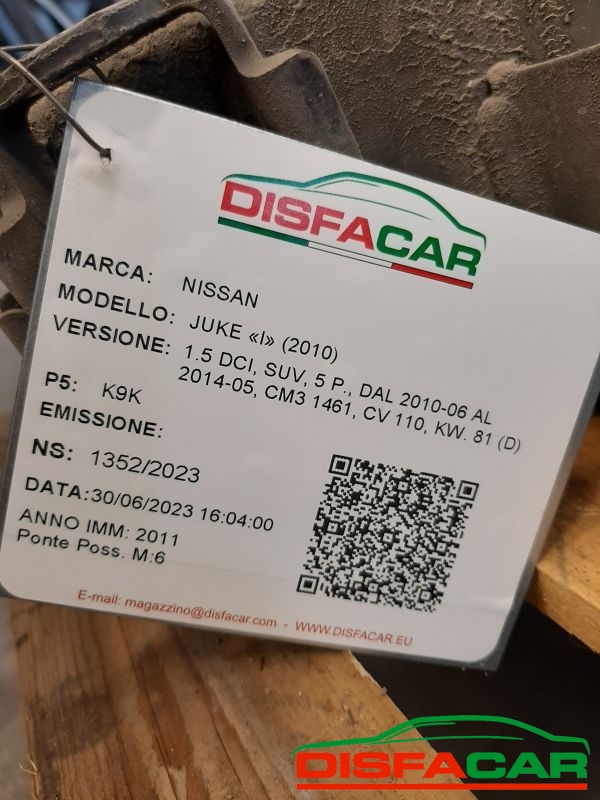 DISFACAR
MARCA: NISSAN
MODELLO: JUKE «I» (2010)
VERSIONE: 1.5 DCI, SUV, 5 P., DAL 2010-06 AL
2014-05, CM3 1461, CV 110, KW. 81 (D)
P5: K9K
EMISSIONE:
NS: 1352/2023
DATA:30/06/2023 16:04:00
ANNO IMM: 2011
Ponte Poss. M:6
E-mail: magazzino@disfacar.com - WWW.DISFACAR.EU
DISFACAR